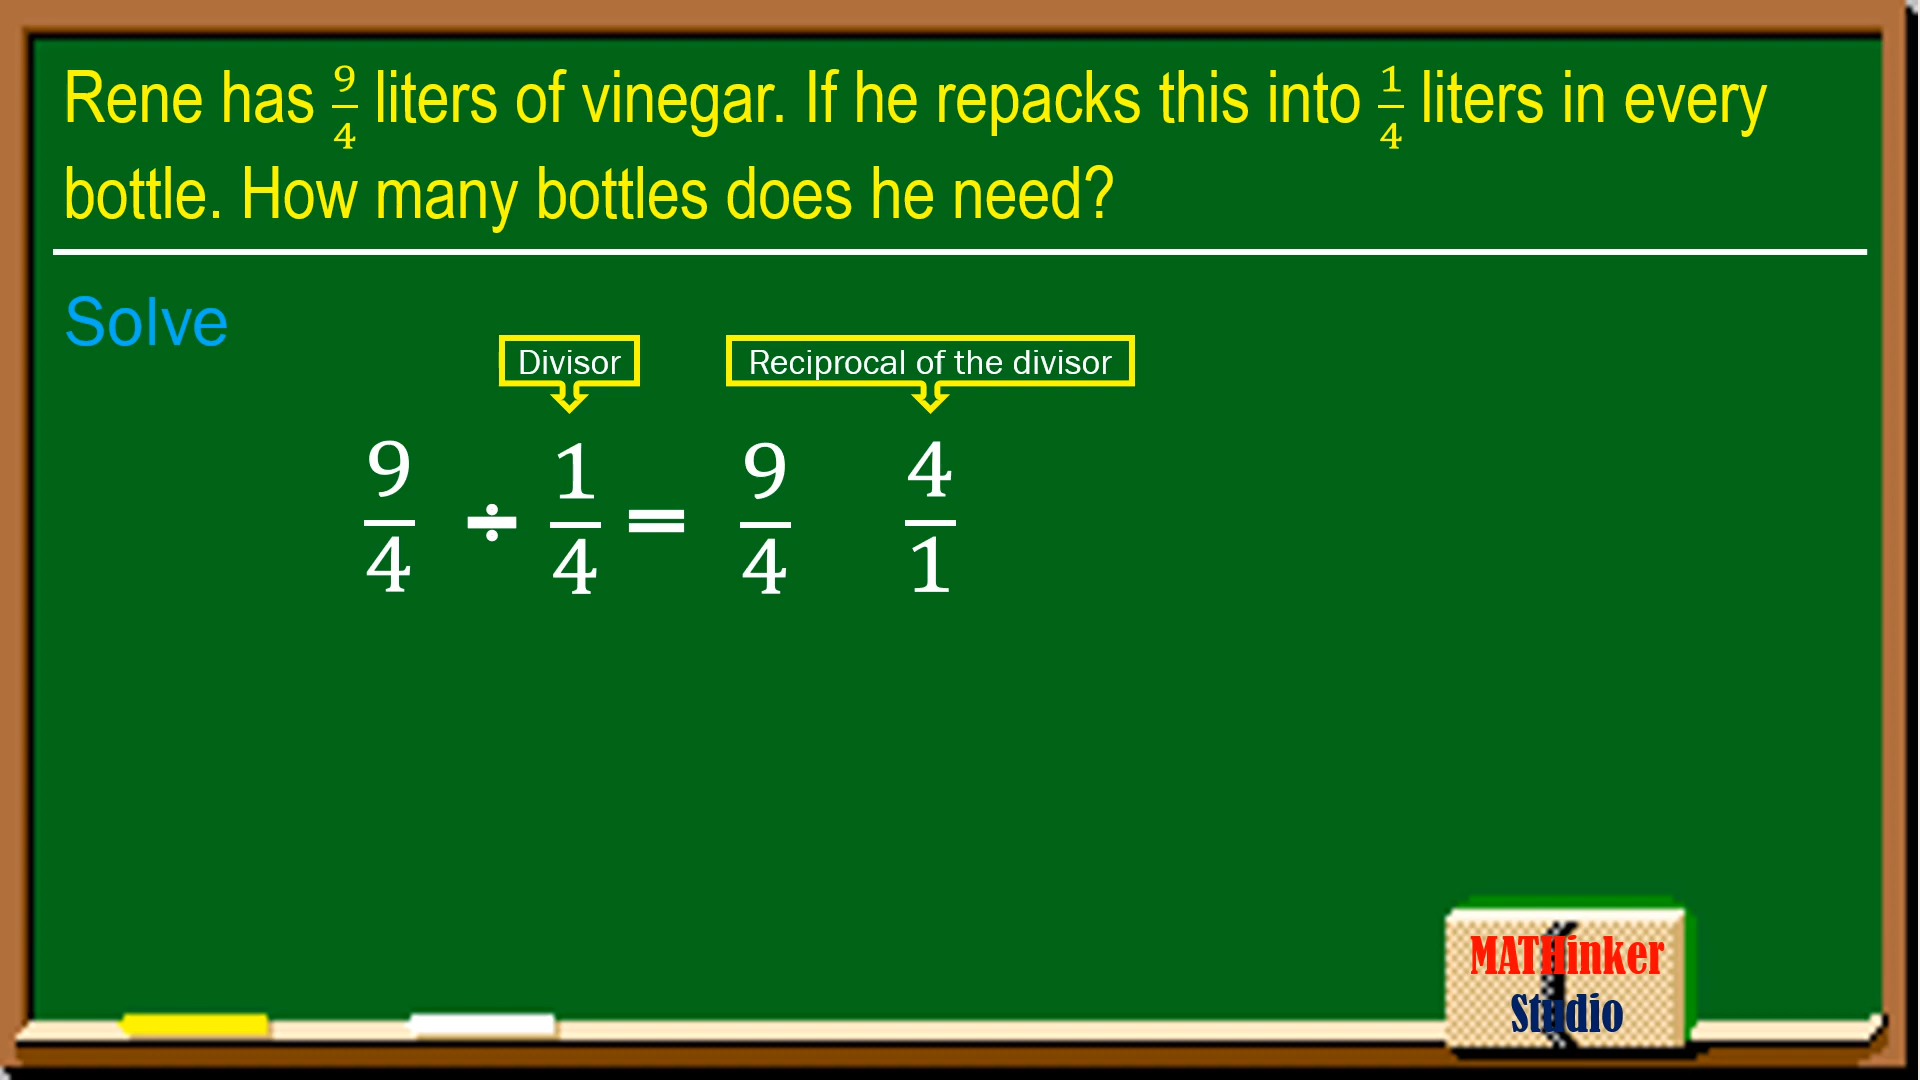 Rene has 9/4 liters of vinegar. If he repacks this into 1/4 liters in every
bottle. How many bottles does he need?
Solve
Divisor
Reciprocal of the divisor
9/4 ÷ 1/4 = 9/4 4/1
MATHinker
Studio